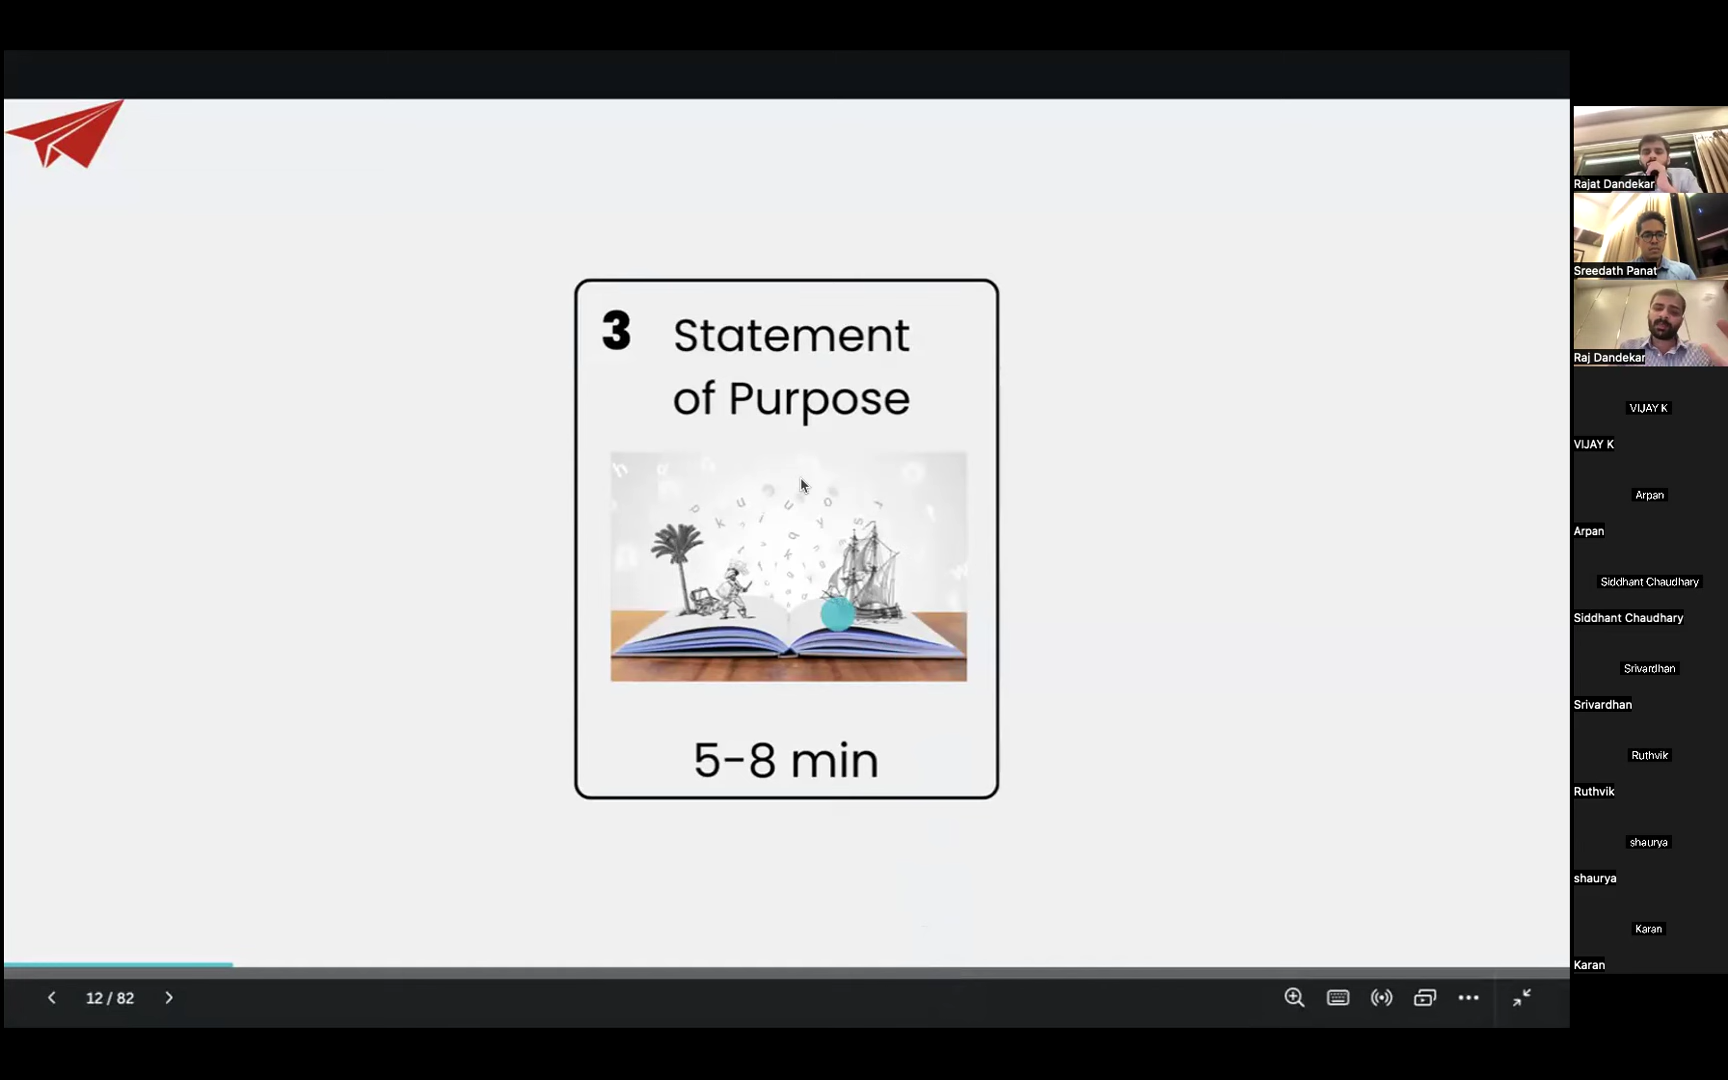 3 Statement
of Purpose
5-8 min
12 / 82
Rajat Dandekar
Sreedath Panat
Raj Dandekar
VIJAY K
VIJAY K
Arpan
Arpan
Siddhant Chaudhary
Siddhant Chaudhary
Srivardhan
Srivardhan
Ruthvik
Ruthvik
shaurya
shaurya
Karan
Karan